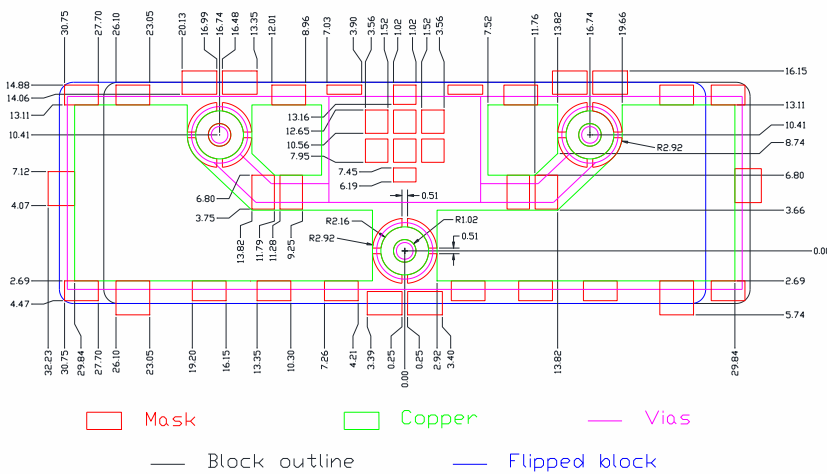 30.75 27.70 26.10 23.05 20.13 16.99 16.74 16.48 13.35 12.01 8.96 7.03 3.90 3.56 1.52 1.02 1.02 1.52 3.56 7.52 11.76 13.82 16.74 19.66
16.15
14.88
14.06
13.11 13.16 13.11
12.65
10.41 10.56 10.41
R2.92 8.74
7.95
7.12 7.45
6.80 6.19 6.80
0.51
4.07 3.75 3.66
R2.16 R1.02
R2.92 0.51
13.82 11.79 11.28 9.25
0.00
2.69 2.69
4.47
5.74
32.23 30.75 29.84 27.70 26.10 23.05 19.20 16.15 13.35 10.30 7.26 4.21 3.39 0.25 0.00 0.25 2.92 3.40 13.82 29.84
Mask Copper Vias
Block outline Flipped block